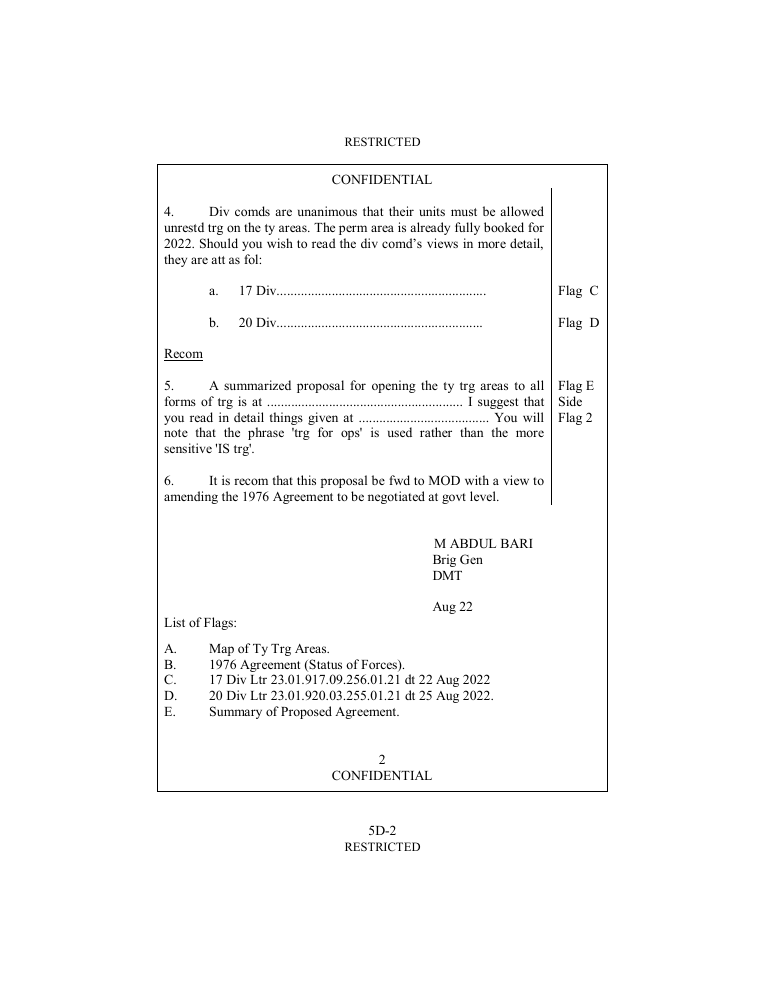 RESTRICTED
CONFIDENTIAL
4. Div comds are unanimous that their units must be allowed
unrestd trg on the ty areas. The perm area is already fully booked for
2022. Should you wish to read the div comd’s views in more detail,
they are att as fol:
a. 17 Div............................................................ Flag C
b. 20 Div............................................................ Flag D
Recom
5. A summarized proposal for opening the ty trg areas to all Flag E
forms of trg is at ........................................................ I suggest that Side
you read in detail things given at ..................................... You will Flag 2
note that the phrase 'trg for ops' is used rather than the more
sensitive 'IS trg'.
6. It is recom that this proposal be fwd to MOD with a view to
amending the 1976 Agreement to be negotiated at govt level.
M ABDUL BARI
Brig Gen
DMT
Aug 22
List of Flags:
A. Map of Ty Trg Areas.
B. 1976 Agreement (Status of Forces).
C. 17 Div Ltr 23.01.917.09.256.01.21 dt 22 Aug 2022
D. 20 Div Ltr 23.01.920.03.255.01.21 dt 25 Aug 2022.
E. Summary of Proposed Agreement.
2
CONFIDENTIAL
5D-2
RESTRICTED